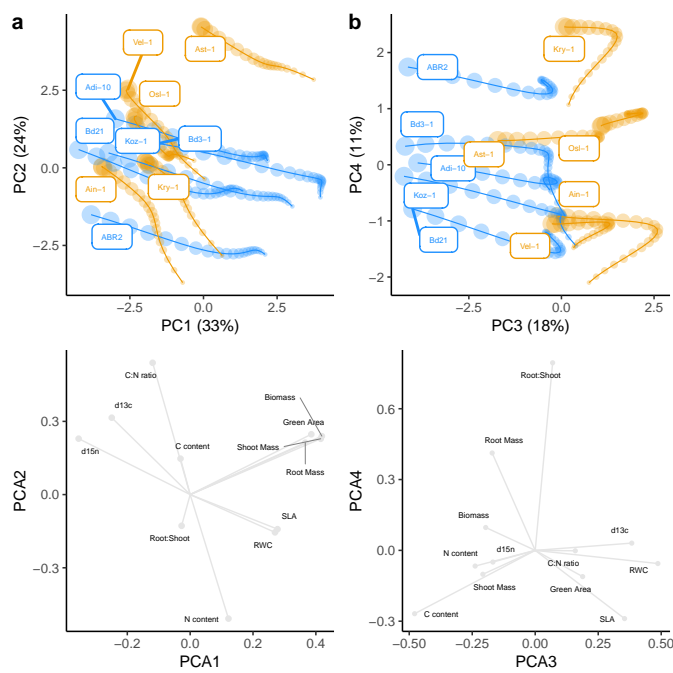 a
b
PC2 (24%)
2.5
0.0
−2.5
Vel−1
Ast−1
Adi−10
Osl−1
Bd21
Koz−1
Bd3−1
Ain−1
Kry−1
ABR2
−2.5
0.0
2.5
PC1 (33%)
PC4 (11%)
2
1
0
−1
−2
Kry−1
ABR2
Bd3−1
Ast−1
Osl−1
Adi−10
Koz−1
Ain−1
Bd21
Vel−1
−2.5
0.0
2.5
PC3 (18%)
PCA2
0.3
0.0
−0.3
C:N ratio
Biomass
d13c
Green Area
C content
Shoot Mass
d15n
Root Mass
SLA
Root:Shoot
RWC
N content
−0.2
0.0
0.2
0.4
PCA1
PCA4
0.6
0.3
0.0
−0.3
Root:Shoot
Root Mass
Biomass
d13c
N content
d15n
C:N ratio
RWC
Shoot Mass
Green Area
C content
SLA
−0.50
−0.25
0.00
0.25
0.50
PCA3